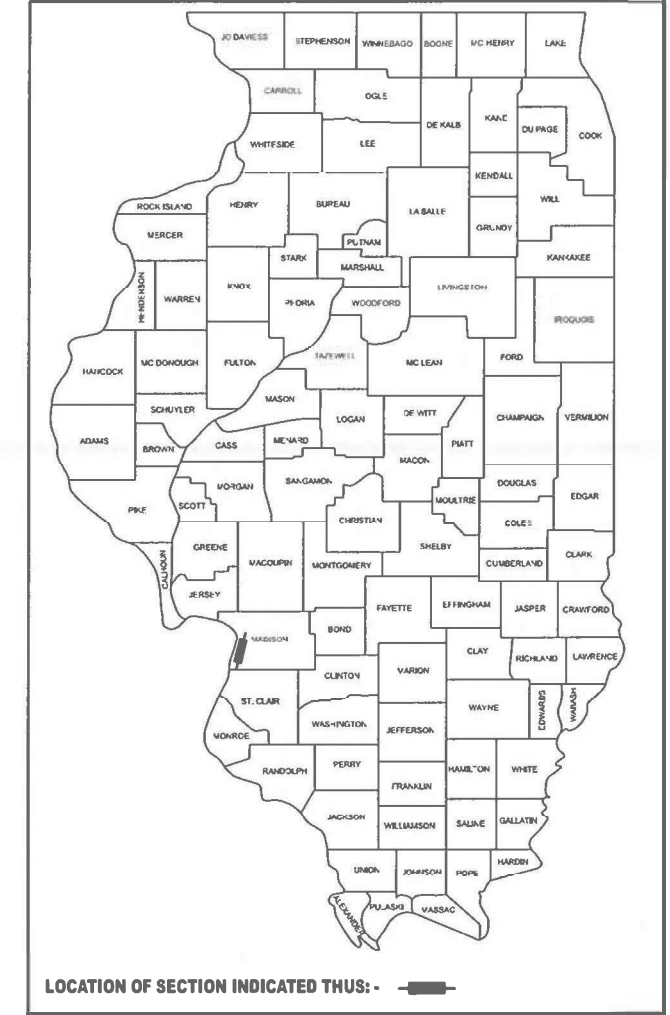 JO DAVIESS STEPHENSON WINNEBAGO BOONE MC HENRY LAKE
CARROLL OGLE DE KALB KANE DU PAGE COOK
WHITESIDE LEE
KENDALL
ROCK ISLAND HENRY BUREAU LA SALLE WILL
MERCER PUTNAM GRUNDY
STARK MARSHALL KANKAKEE
HENDERSON WARREN KNOX PEORIA WOODFORD LIVINGSTON IROQUOIS
HANCOCK MC DONOUGH FULTON TAZEWELL MC LEAN FORD
MASON
SCHUYLER LOGAN DE WITT CHAMPAIGN VERMILION
ADAMS BROWN CASS MENARD MACON PIATT
PIKE SCOTT MORGAN SANGAMON MOULTRIE DOUGLAS EDGAR
CHRISTIAN COLES
GREENE MACOUPIN MONTGOMERY SHELBY CUMBERLAND CLARK
CALHOUN JERSEY FAYETTE EFFINGHAM JASPER CRAWFORD
MADISON BOND
CLAY RICHLAND LAWRENCE
CLINTON MARION
ST. CLAIR WAYNE EDWARDS WABASH
WASHINGTON JEFFERSON
MONROE
RANDOLPH PERRY HAMILTON WHITE
FRANKLIN
JACKSON WILLIAMSON SALINE GALLATIN
UNION JOHNSON POPE HARDIN
ALEXANDER PULASKI MASSAC
LOCATION OF SECTION INDICATED THUS: -